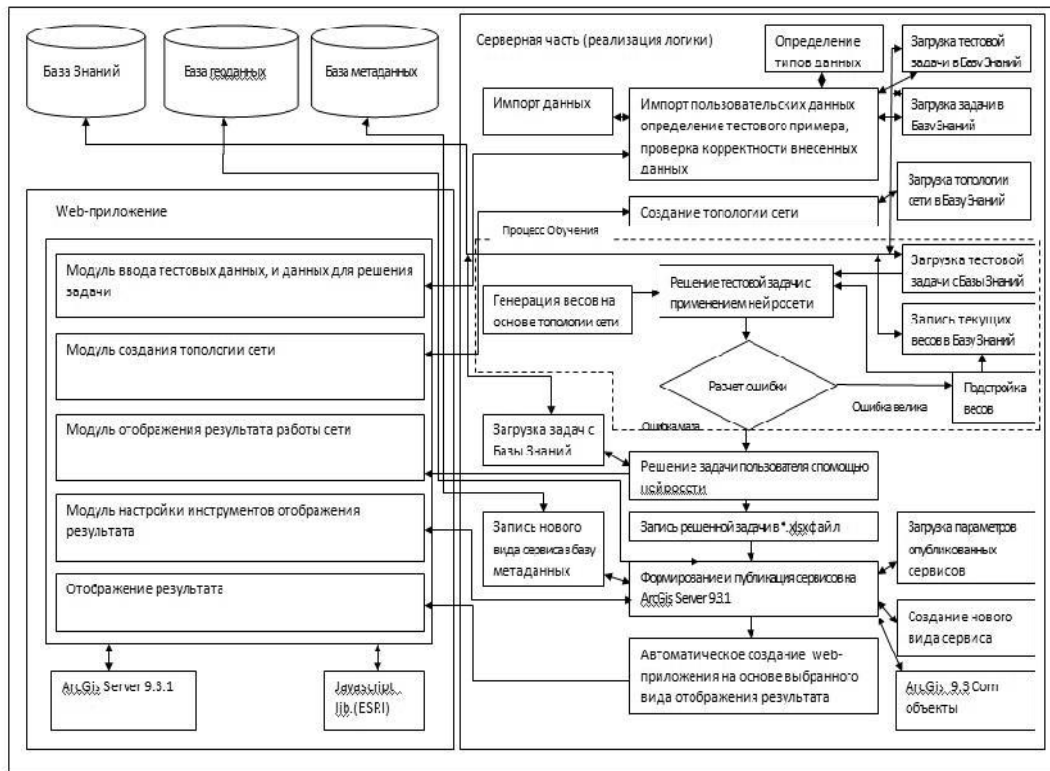 База Знаний
База геоданных
База метаданных
Серверная часть (реализация логики)
Определение
типов данных
Загрузка тестовой
задачи в Базу Знаний
Импорт данных
Импорт пользовательских данных
определение тестового примера,
проверка корректности внесенных
данных
Загрузка задачи в
Базу Знаний
Загрузка топологии
сети в Базу Знаний
Создание топологии сети
Web-приложение
Процесс Обучения
Модуль ввода тестовых данных, и данных для решения
задачи
Модуль создания топологии сети
Модуль отображения результата работы сети
Модуль настройки инструментов отображения
результата
Отображение результата
ArcGis Server 9.3.1
Javascript
lib.(ESRI)
Генерация весов на
основе топологии сети
Решение тестовой задачи с
применением нейросети
Загрузка тестовой
задачи с Базы Знаний
Запись текущих
весов в Базу Знаний
Расчет ошибки
Ошибка велика
Подстройка
весов
Ошибка мала
Загрузка задач с
Базы Знаний
Решение задачи пользователя с помощью
нейросети
Запись решенной задачи в *.xlsx файл
Запись нового
вида сервиса в базу
метаданных
Формирование и публикация сервисов на
ArcGis Server 9.3.1
Загрузка параметров
опубликованных
сервисов
Создание нового
вида сервиса
Автоматическое создание web-
приложения на основе выбранного
вида отображения результата
ArcGis 9.3 Com
объекты